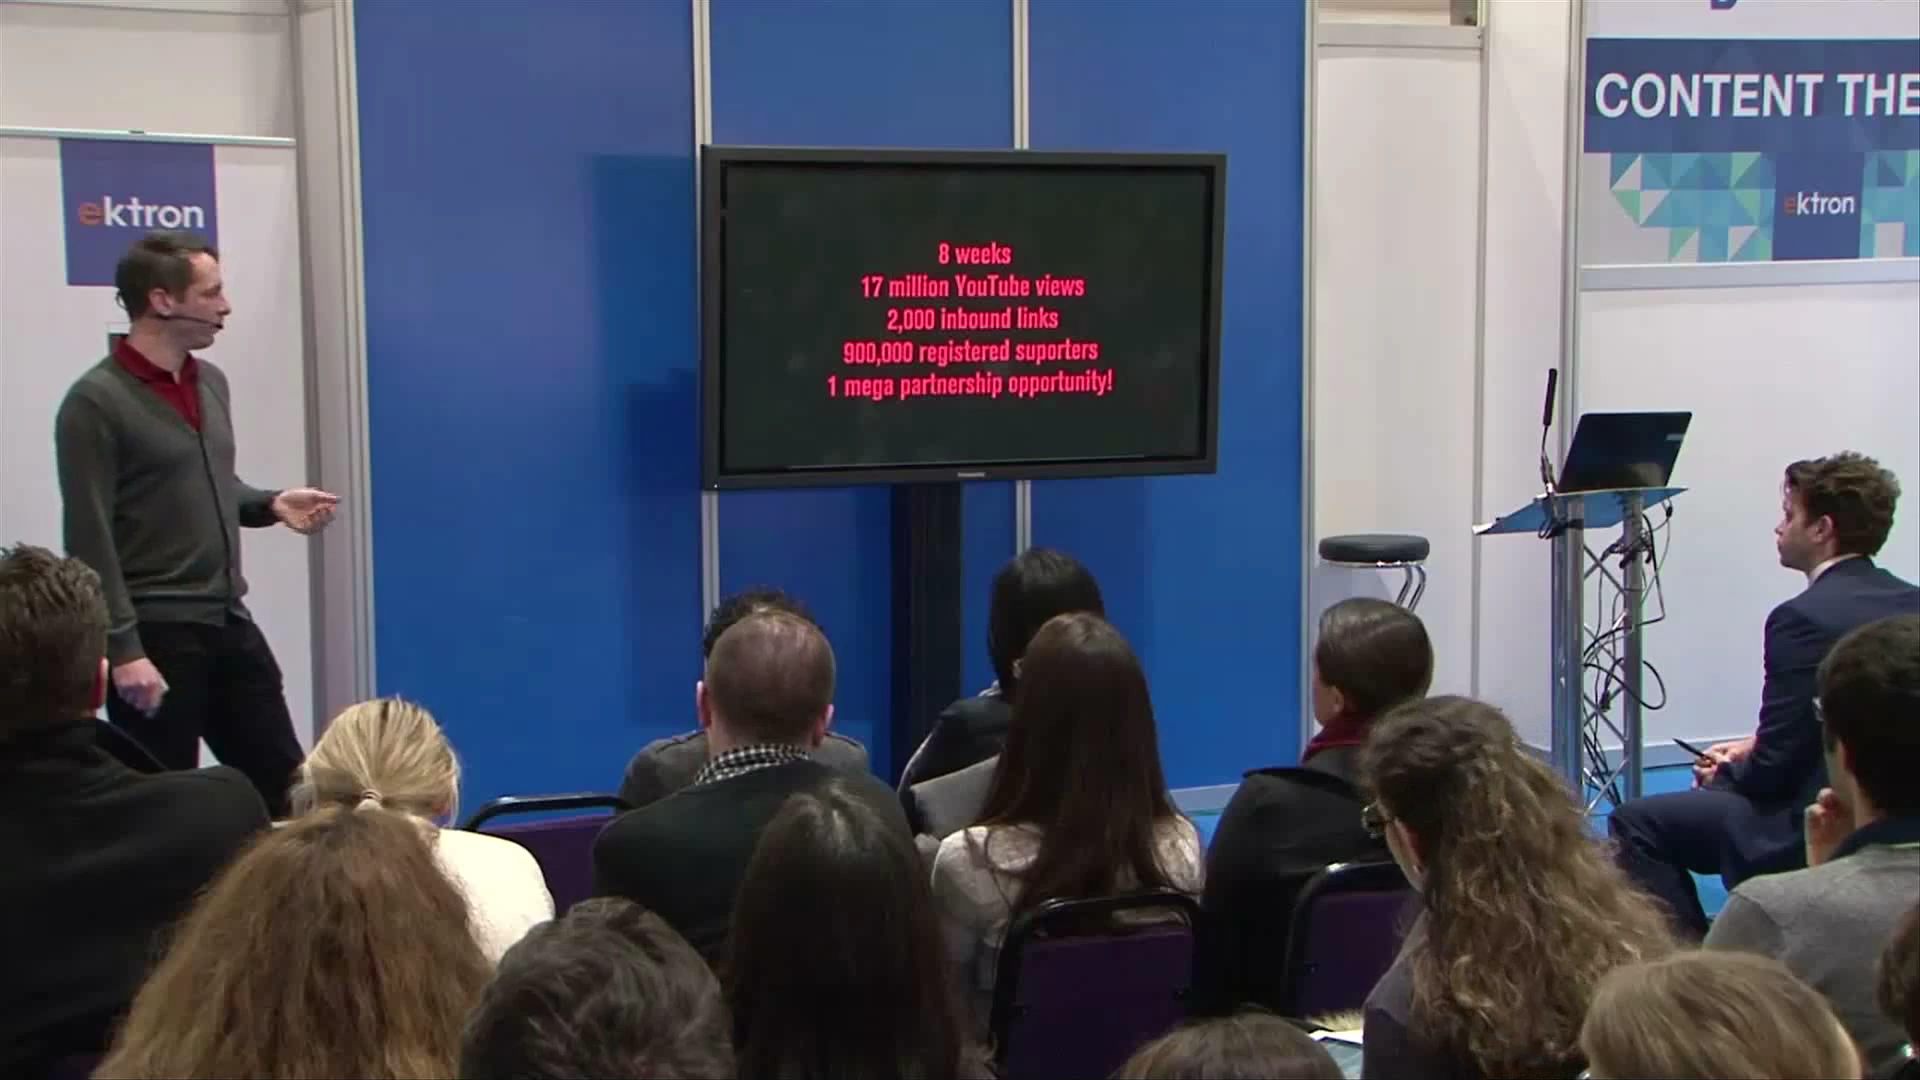 ektron
8 weeks
17 million YouTube views
2,000 inbound links
900,000 registered suporters
1 mega partnership opportunity!
CONTENT THE
ektron